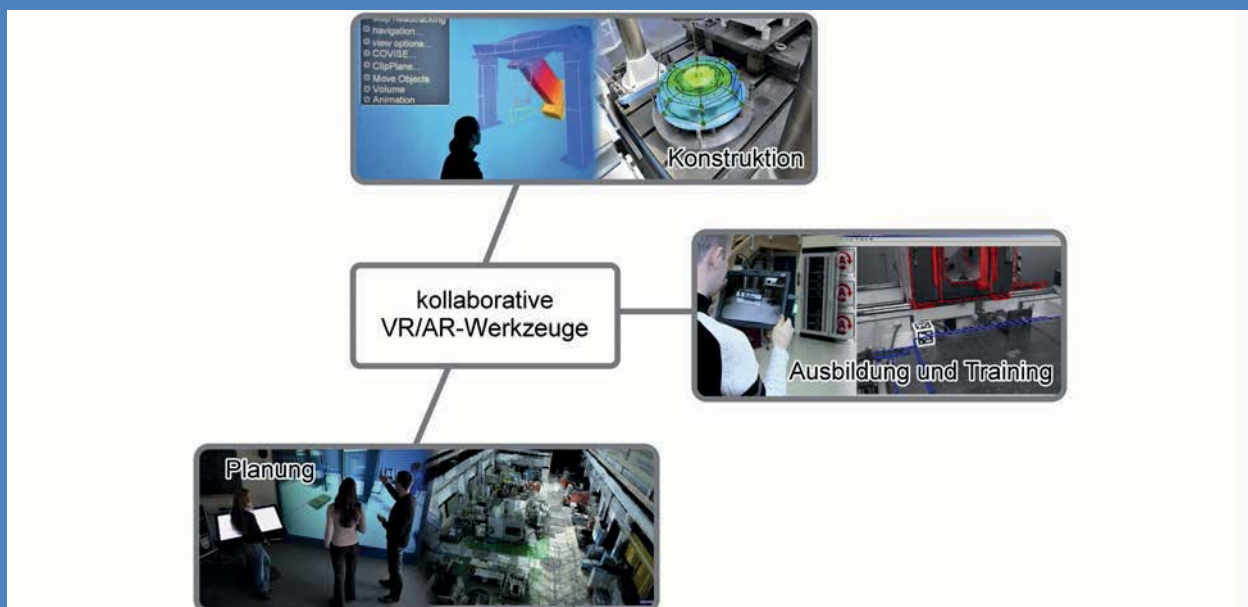 navigation...
view options...
COVISE...
ClipPlane...
Move Objects
Volume
Animation
Konstruktion
kollaborative
VR/AR-Werkzeuge
Ausbildung und Training
Planung